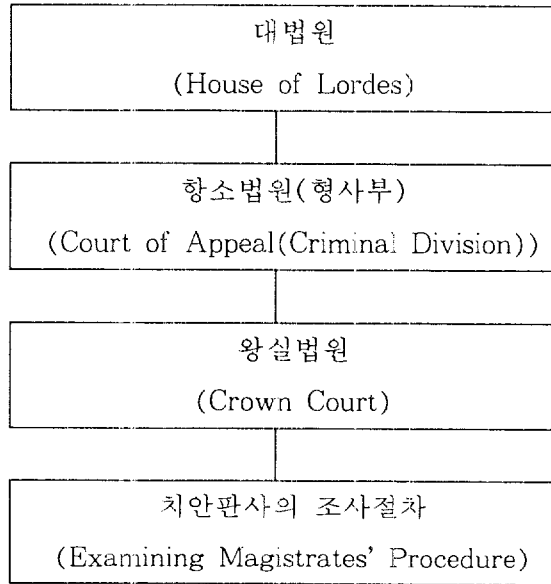 대법원
(House of Lordes)
항소법원(형사부)
(Court of Appeal(Criminal Division))
왕실법원
(Crown Court)
치안판사의 조사절차
(Examining Magistrates' Procedure)